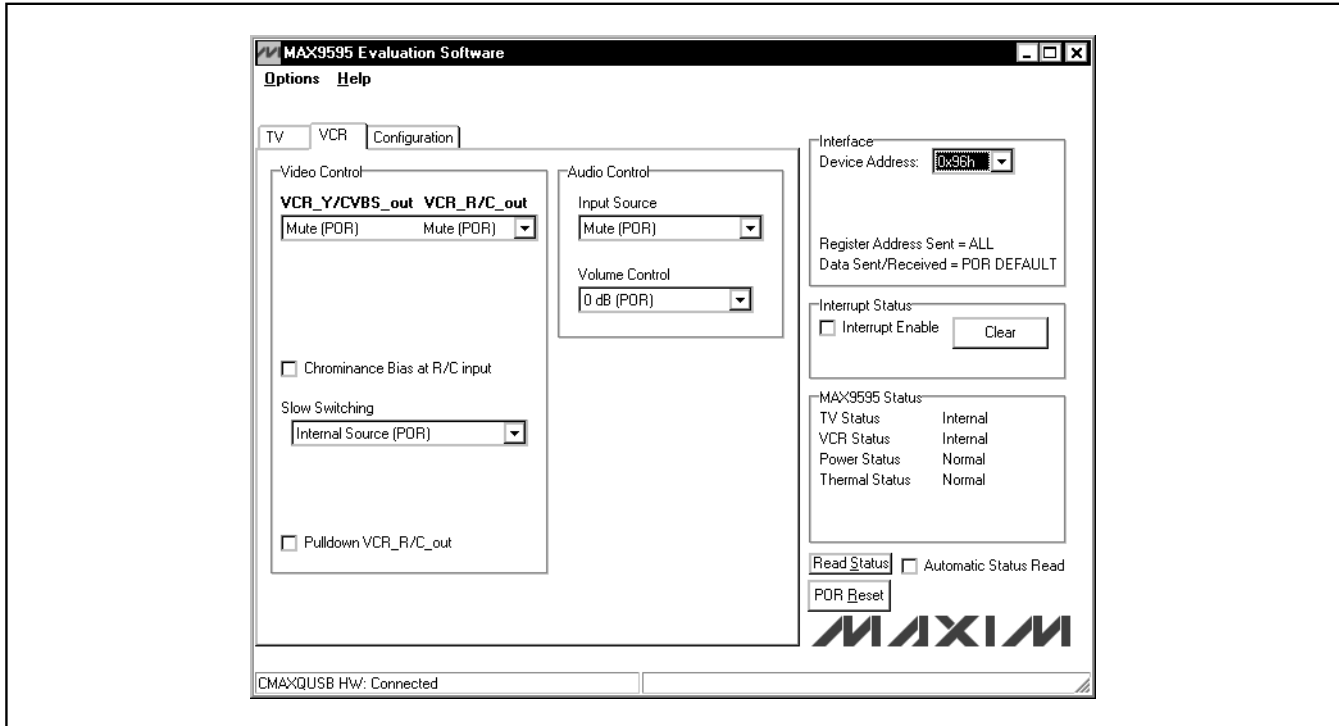 MAX9595 Evaluation Software
Options Help
TV VCR Configuration
Video Control
VCR_Y/CVBS_out VCR_R/C_out
Mute (POR) Mute (POR)
Chrominance Bias at R/C input
Slow Switching
Internal Source (POR)
Pulldown VCR_R/C_out
Audio Control
Input Source
Mute (POR)
Volume Control
0 dB (POR)
Interface
Device Address: 0x96h
Register Address Sent = ALL
Data Sent/Received = POR DEFAULT
Interrupt Status
Interrupt Enable Clear
MAX9595 Status
TV Status Internal
VCR Status Internal
Power Status Normal
Thermal Status Normal
Read Status Automatic Status Read
POR Reset
MAXIM
CMAXQUSB HW: Connected